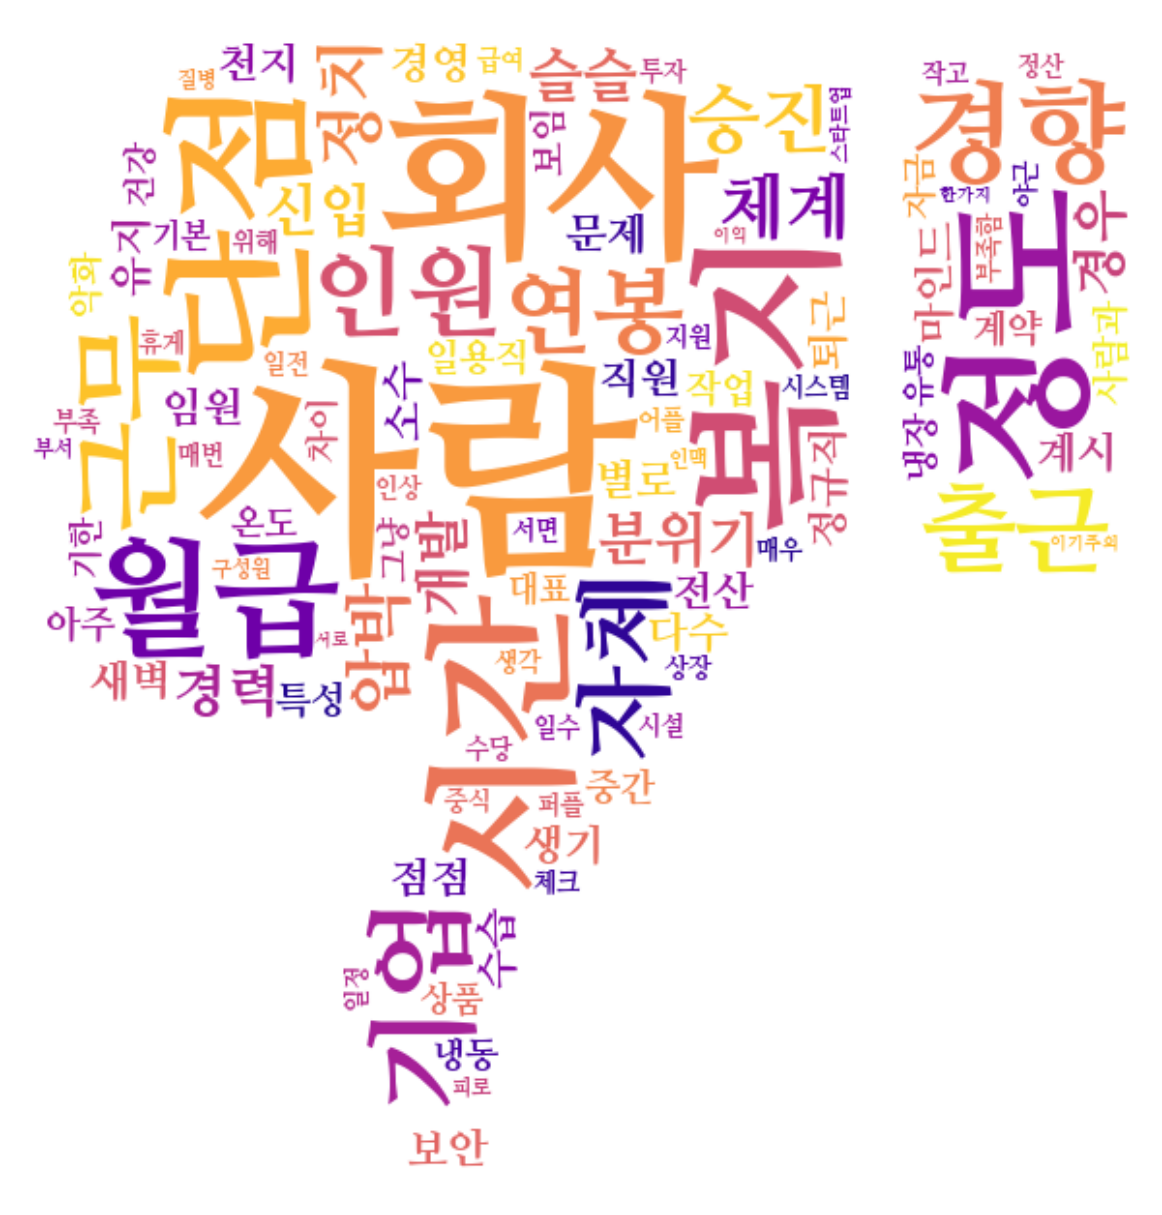 천지
질병
정치
경영
급여
슬슬
투자
회사
승진
스타트업
점
단
건강
보임
신입
체계
문제
이의
유지
기본
위해
인원
연봉
복지
악화
휴게
일전
근무
지원
퇴근
일용직
사람
소수
직원
작업
시스템
임원
부족
부서
매번
차이
어플
별로
인맥
정규직
인상
온도
서면
분위기
매우
기한
그냥
개발
월급
구성원
대표
전산
자체
아주
서로
압박
다수
시간
생각
상장
새벽
경력
특성
일수
시설
수당
중식
퍼플
중간
생기
점점
체크
기업
수습
일정
상품
냉동
피로
보안
작고
정산
경향
자금
한가지
야근
정도
부족함
경우
마인드
계약
사람과
냉장
유통
계시
출근
이기주의